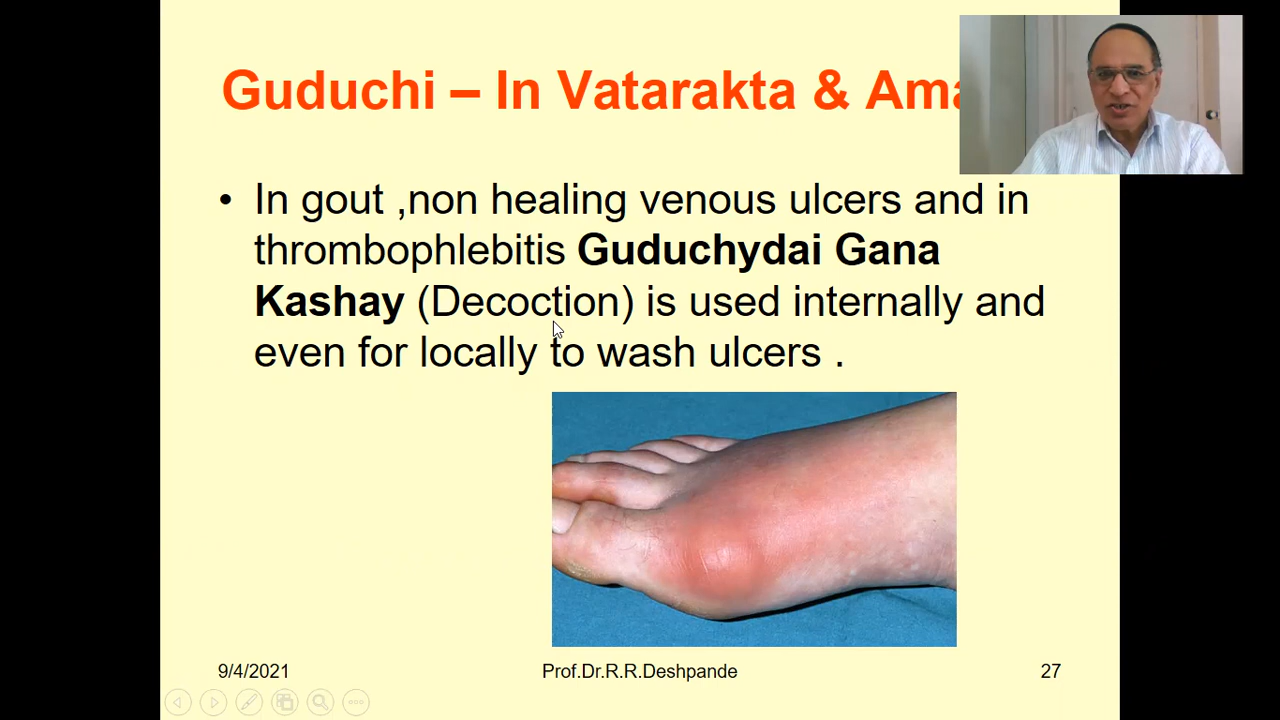 Guduchi – In Vatarakta &
• In gout ,non healing venous ulcers and in
thrombophlebitis Guduchydai Gana
Kashay (Decoction) is used internally and
even for locally to wash ulcers .
9/4/2021
Prof.Dr.R.R.Deshpande
27